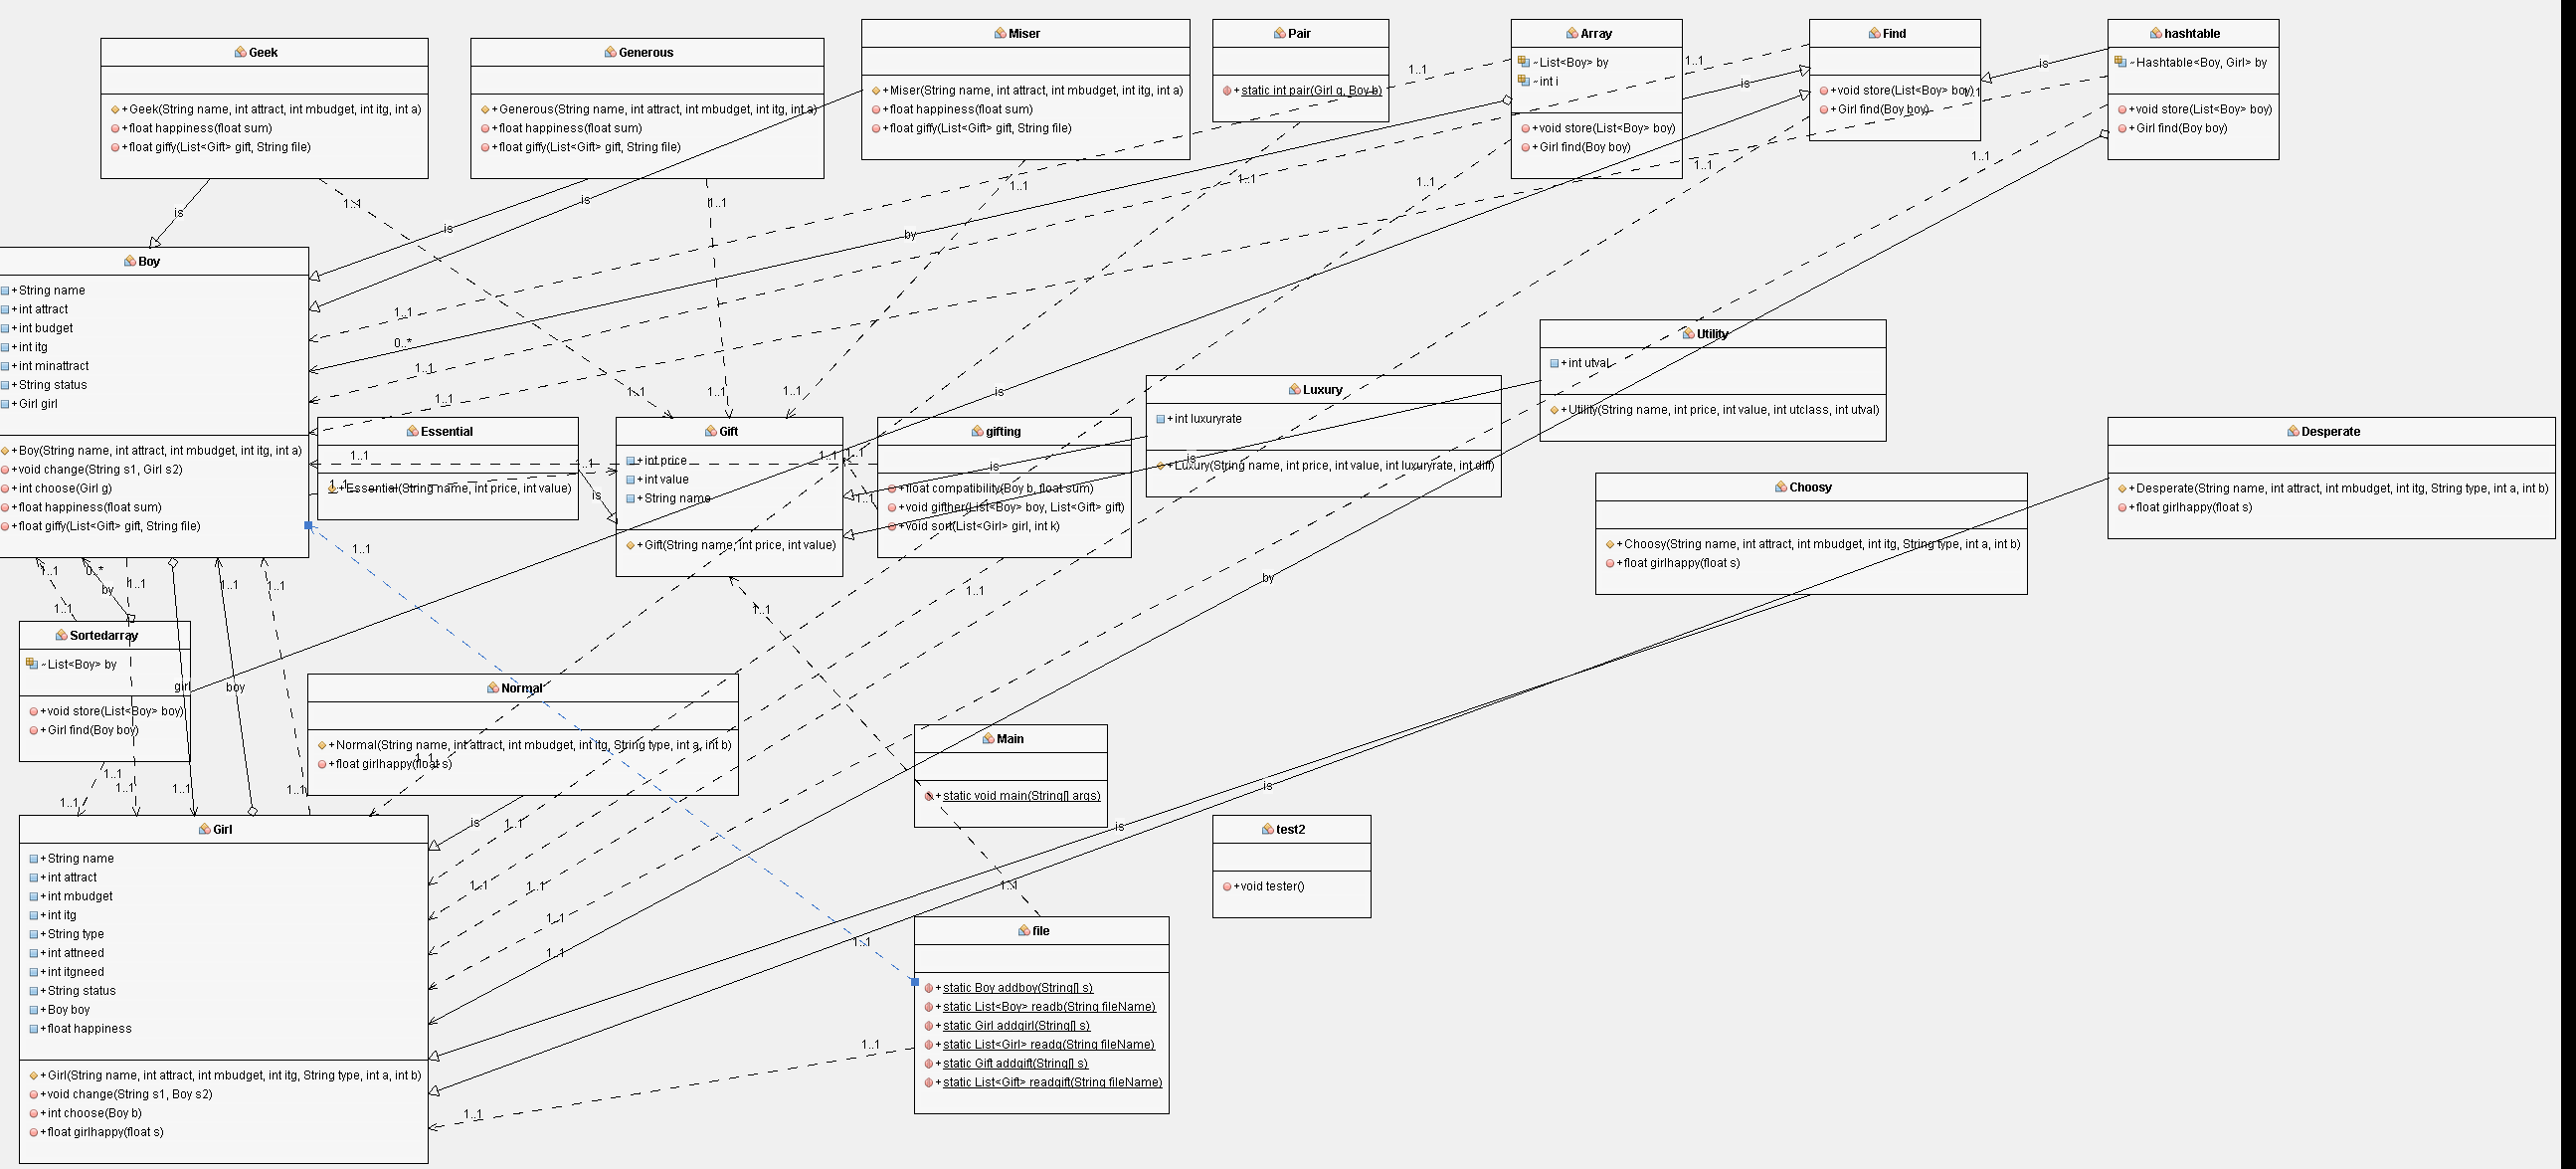 Geek
+Geek(String name, int attract, int mbudget, int itg, int a)
+float happiness(float sum)
+float giffy(List<Gift> gift, String file)
Generous
+Generous(String name, int attract, int mbudget, int itg, int a)
+float happiness(float sum)
+float giffy(List<Gift> gift, String file)
Miser
+Miser(String name, int attract, int mbudget, int itg, int a)
+float happiness(float sum)
+float giffy(List<Gift> gift, String file)
Pair
+static int pair(Girl g, Boy b)
Array
~List<Boy> by
~int i
+void store(List<Boy> boy)
+Girl find(Boy boy)
Find
+void store(List<Boy> boy)
+Girl find(Boy boy)
hashtable
~Hashtable<Boy, Girl> by
+void store(List<Boy> boy)
+Girl find(Boy boy)
is
is
1..1
1..1
1..1
1..1
1..1
1..1
1..1
1..1
1..1
is
is
is
by
Boy
+String name
+int attract
+int budget
+int itg
+int minattract
+String status
+Girl girl
+Boy(String name, int attract, int mbudget, int itg, int a)
+void change(String s1, Girl s2)
+int choose(Girl g)
+float happiness(float sum)
+float giffy(List<Gift> gift, String file)
1..1
0..*
1..1
1..1
1..1
1..1
1..1
is
Essential
+Essential(String name, int price, int value)
1..1
1..1
1..1
is
Gift
+int price
+int value
+String name
+Gift(String name, int price, int value)
1..1
1..1
1..1
gifting
+float compatibility(Boy b, float sum)
+void gifther(List<Boy> boy, List<Gift> gift)
+void sort(List<Girl> girl, int k)
is
is
Luxury
+int luxuryrate
+Luxury(String name, int price, int value, int luxuryrate, int diff)
Utility
+int utval
+Utility(String name, int price, int value, int utclass, int utval)
Choosy
+Choosy(String name, int attract, int mbudget, int itg, String type, int a, int b)
+float girlhappy(float s)
Desperate
+Desperate(String name, int attract, int mbudget, int itg, String type, int a, int b)
+float girlhappy(float s)
1..1
1..1
0..*
by
1..1
1..1
1..1
1..1
1..1
1..1
by
Sortedarray
~List<Boy> by
+void store(List<Boy> boy)
+Girl find(Boy boy)
girl
boy
1..1
1..1
1..1
1..1
1..1
Normal
+Normal(String name, int attract, int mbudget, int itg, String type, int a, int b)
+float girlhappy(float s)
1..1
Main
+static void main(String[] args)
test2
+void tester()
is
is
is
1..1
1..1
1..1
1..1
1..1
1..1
1..1
Girl
+String name
+int attract
+int mbudget
+int itg
+String type
+int attneed
+int itgneed
+String status
+Boy boy
+float happiness
+Girl(String name, int attract, int mbudget, int itg, String type, int a, int b)
+void change(String s1, Boy s2)
+int choose(Boy b)
+float girlhappy(float s)
file
+static Boy addboy(String[] s)
+static List<Boy> readb(String fileName)
+static Girl addgirl(String[] s)
+static List<Girl> readg(String fileName)
+static Gift addgift(String[] s)
+static List<Gift> readgift(String fileName)
1..1
1..1